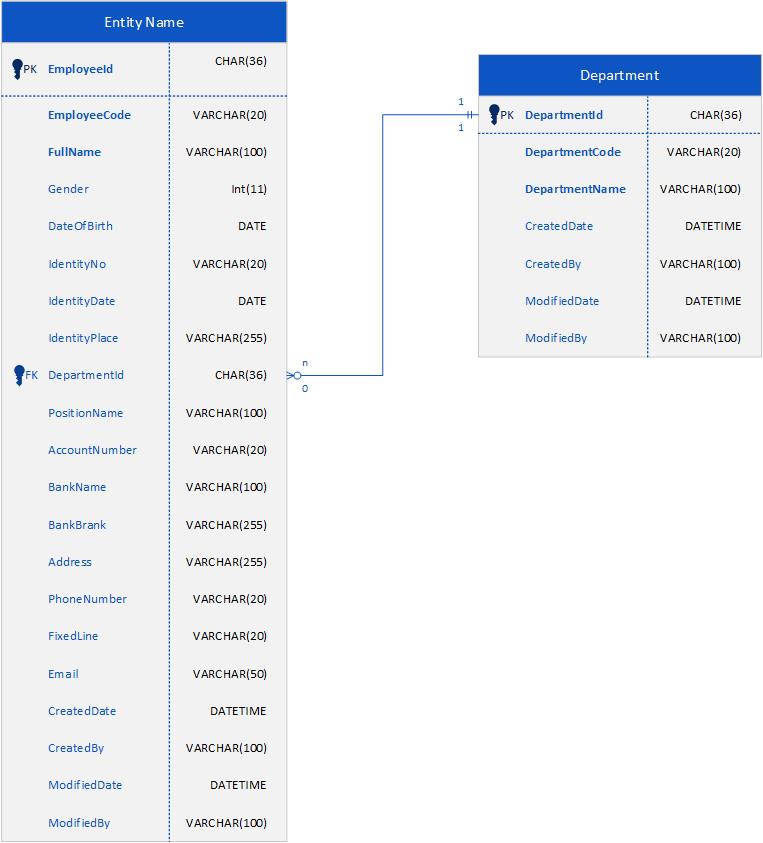 Entity Name
PK EmployeeId CHAR(36)
EmployeeCode VARCHAR(20)
FullName VARCHAR(100)
Gender Int(11)
DateOfBirth DATE
IdentityNo VARCHAR(20)
IdentityDate DATE
IdentityPlace VARCHAR(255)
FK DepartmentId CHAR(36)
PositionName VARCHAR(100)
AccountNumber VARCHAR(20)
BankName VARCHAR(100)
BankBrank VARCHAR(255)
Address VARCHAR(255)
PhoneNumber VARCHAR(20)
FixedLine VARCHAR(20)
Email VARCHAR(50)
CreatedDate DATETIME
CreatedBy VARCHAR(100)
ModifiedDate DATETIME
ModifiedBy VARCHAR(100)
n
0
1
1
Department
PK DepartmentId CHAR(36)
DepartmentCode VARCHAR(20)
DepartmentName VARCHAR(100)
CreatedDate DATETIME
CreatedBy VARCHAR(100)
ModifiedDate DATETIME
ModifiedBy VARCHAR(100)